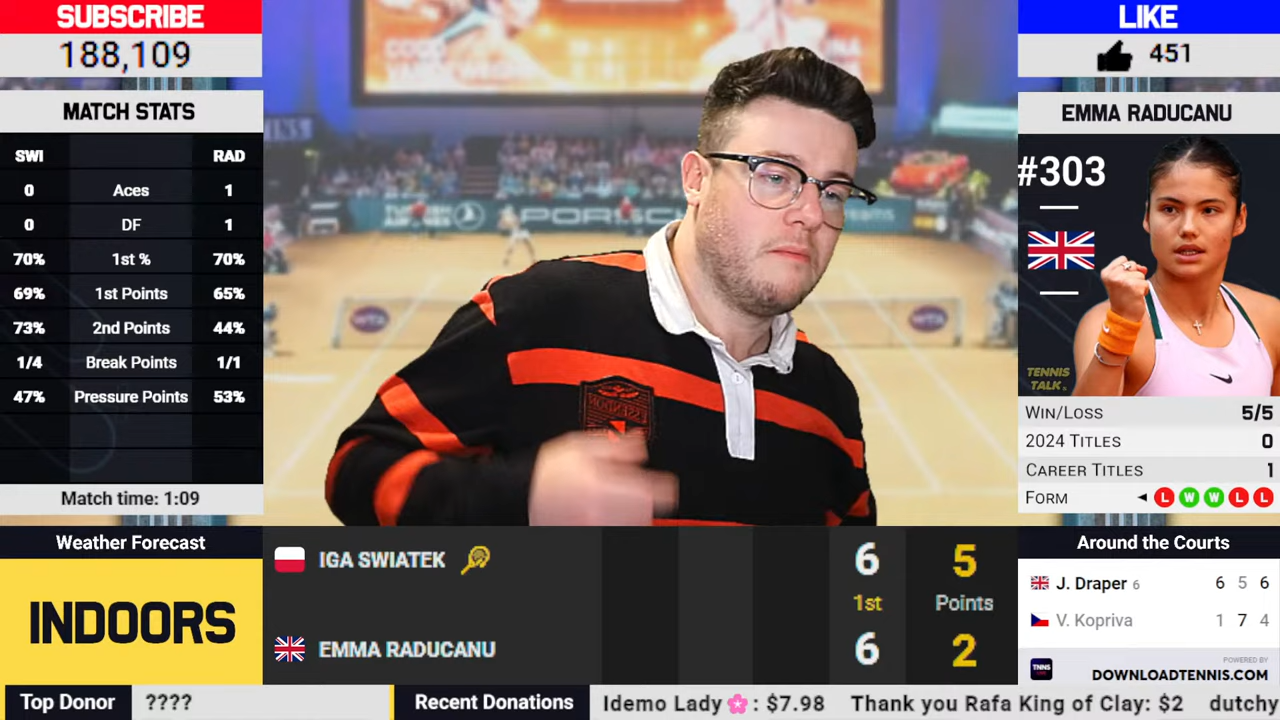 SUBSCRIBE
188,109
MATCH STATS
SWI RAD
0 Aces 1
0 DF 1
70% 1st % 70%
69% 1st Points 65%
73% 2nd Points 44%
1/4 Break Points 1/1
47% Pressure Points 53%
Match time: 1:09
Weather Forecast
INDOORS
PORSCHE
IGA SWIATEK 6 5
1st Points
EMMA RADUCANU 6 2
LIKE
451
EMMA RADUCANU
#303
TENNIS
TALK
WIN/LOSS 5/5
2024 TITLES 0
CAREER TITLES 1
FORM L W W L L
Around the Courts
J. Draper 6 6 5 6
V. Kopriva 1 7 4
POWERED BY
TNNS
DOWNLOADTENNIS.COM
Top Donor ???? Recent Donations Idemo Lady🌸: $7.98 Thank you Rafa King of Clay: $2 dutchy